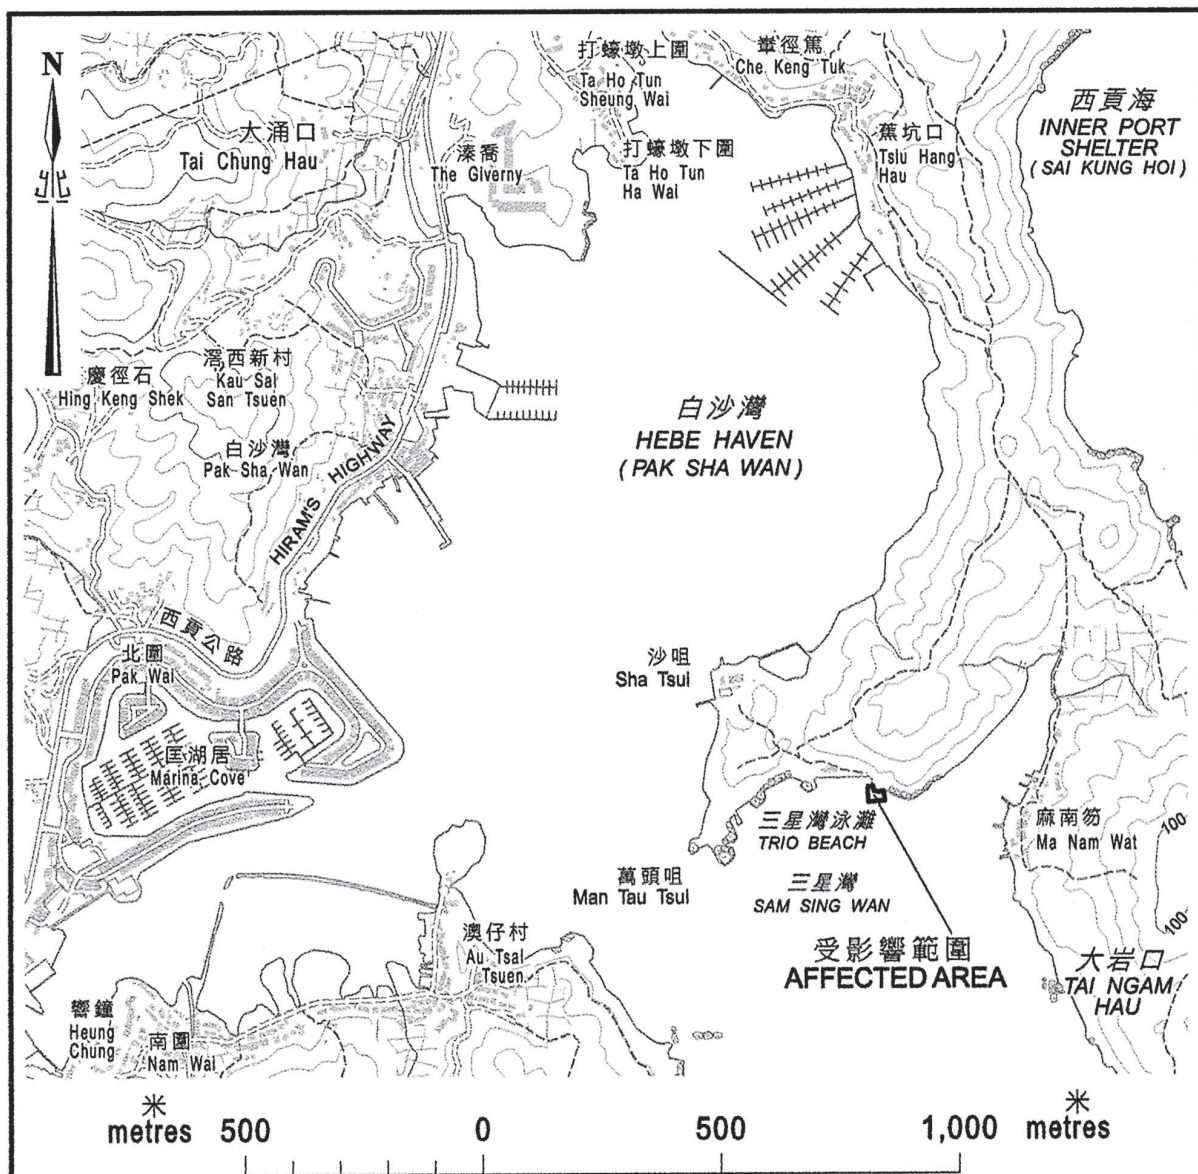 N
北
打蠔墩上圍
Ta Ho Tun
Sheung Wai
輋徑篤
Che Keng Tuk
西貢海
INNER PORT
SHELTER
(SAI KUNG HOI)
大涌口
Tai Chung Hau
溱喬
The Giverny
打蠔墩下圍
Ta Ho Tun
Ha Wai
蕉坑口
Tsiu Hang
Hau
慶徑石
Hing Keng Shek
滘西新村
Kau Sai
San Tsuen
白沙灣
Pak Sha Wan
HIRAM'S HIGHWAY
白沙灣
HEBE HAVEN
(PAK SHA WAN)
西貢公路
北圍
Pak Wai
沙咀
Sha Tsui
匡湖居
Marina Cove
三星灣泳灘
TRIO BEACH
麻南笏
Ma Nam Wat
100
萬頭咀
Man Tau Tsui
三星灣
SAM SING WAN
100
澳仔村
Au Tsai
Tsuen
受影響範圍
AFFECTED AREA
大岩口
TAI NGAM
HAU
響鐘
Heung
Chung
南圍
Nam Wai
米
metres 500 0 500 1,000 米
metres